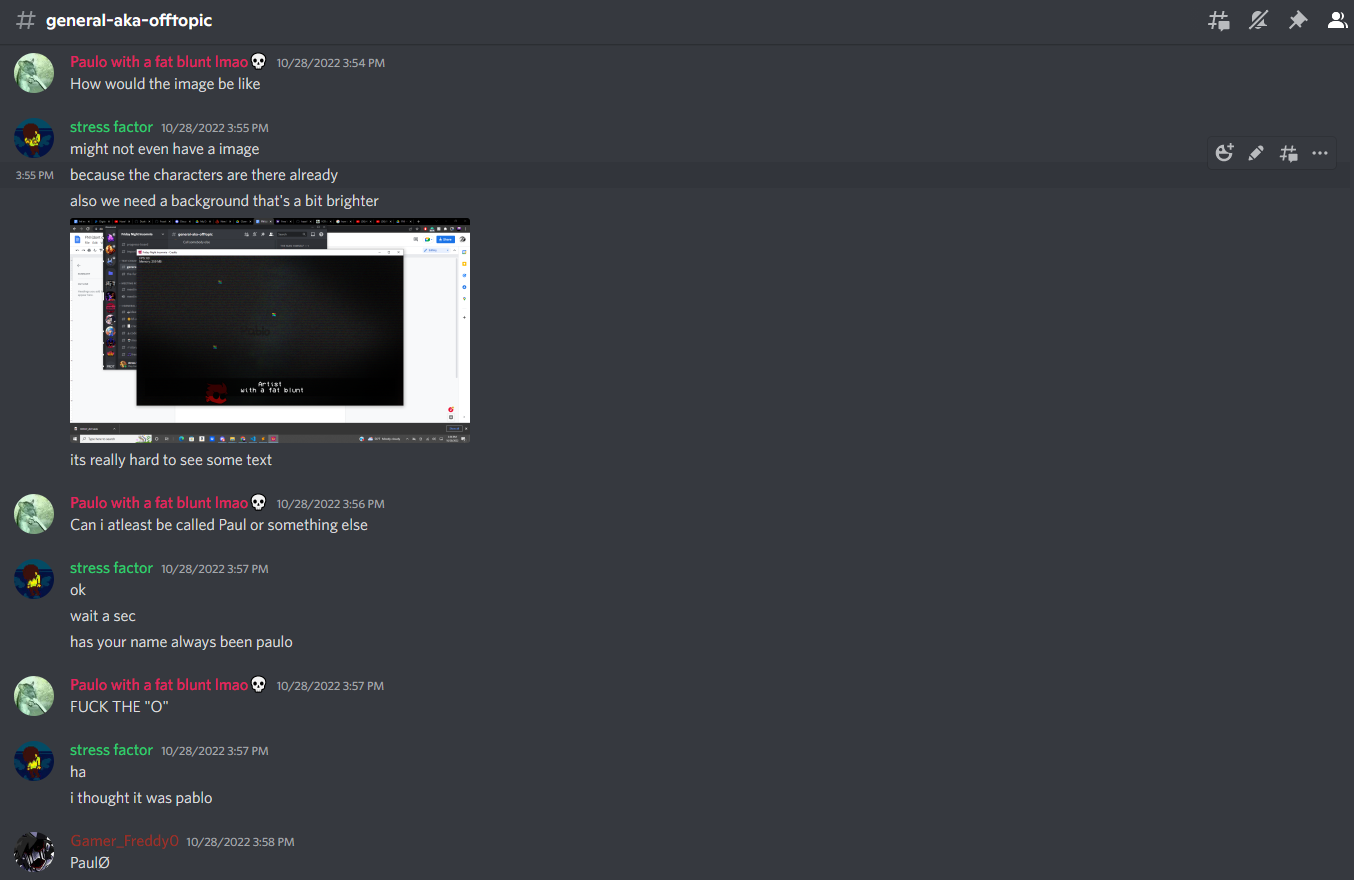 general-aka-offtopic
Paulo with a fat blunt lmao💀 10/28/2022 3:54 PM
How would the image be like
stress factor 10/28/2022 3:55 PM
might not even have a image
3:55 PM because the characters are there already
also we need a background that's a bit brighter
general-aka-offtopic
Artist
with a fat blunt
its really hard to see some text
Paulo with a fat blunt lmao💀 10/28/2022 3:56 PM
Can i atleast be called Paul or something else
stress factor 10/28/2022 3:57 PM
ok
wait a sec
has your name always been paulo
Paulo with a fat blunt lmao💀 10/28/2022 3:57 PM
FUCK THE "O"
stress factor 10/28/2022 3:57 PM
ha
i thought it was pablo
Gamer_Freddy0 10/28/2022 3:58 PM
PaulØ